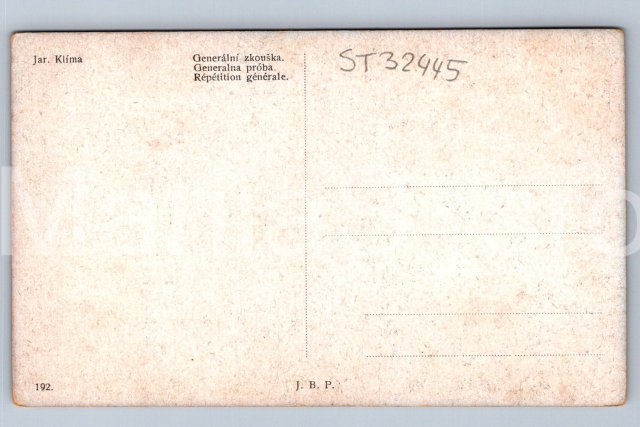 Jar. Klíma
Generální zkouška.
Generalna próba.
Répétition générale.
ST32445
192.
J. B. P.